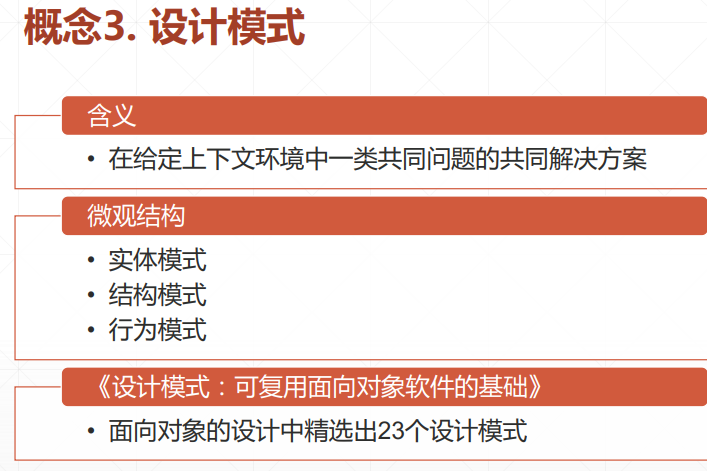 概念3. 设计模式
含义
• 在给定上下文环境中一类共同问题的共同解决方案
微观结构
• 实体模式
• 结构模式
• 行为模式
《设计模式：可复用面向对象软件的基础》
• 面向对象的设计中精选出23个设计模式